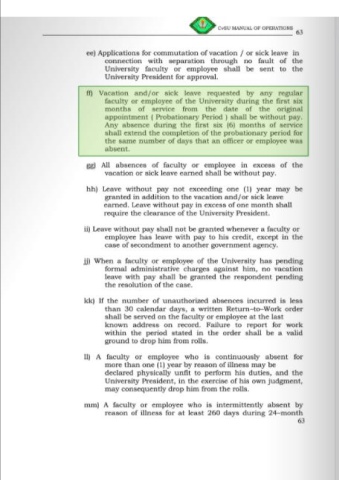 CvSU MANUAL OF OPERATIONS
63
ee) Applications for commutation of vacation / or sick leave in
connection with separation through no fault of the
University faculty or employee shall be sent to the
University President for approval.
ff) Vacation and/or sick leave requested by any regular
faculty or employee of the University during the first six
months of service from the date of the original
appointment ( Probationary Period ) shall be without pay.
Any absence during the first six (6) months of service
shall extend the completion of the probationary period for
the same number of days that an officer or employee was
absent.
gg) All absences of faculty or employee in excess of the
vacation or sick leave earned shall be without pay.
hh) Leave without pay not exceeding one (1) year may be
granted in addition to the vacation and/or sick leave
earned. Leave without pay in excess of one month shall
require the clearance of the University President.
ii) Leave without pay shall not be granted whenever a faculty or
employee has leave with pay to his credit, except in the
case of secondment to another government agency.
jj) When a faculty or employee of the University has pending
formal administrative charges against him, no vacation
leave with pay shall be granted the respondent pending
the resolution of the case.
kk) If the number of unauthorized absences incurred is less
than 30 calendar days, a written Return-to-Work order
shall be served on the faculty or employee at the last
known address on record. Failure to report for work
within the period stated in the order shall be a valid
ground to drop him from rolls.
ll) A faculty or employee who is continuously absent for
more than one (1) year by reason of illness may be
declared physically unfit to perform his duties, and the
University President, in the exercise of his own judgment,
may consequently drop him from the rolls.
mm) A faculty or employee who is intermittently absent by
reason of illness for at least 260 days during 24-month
63